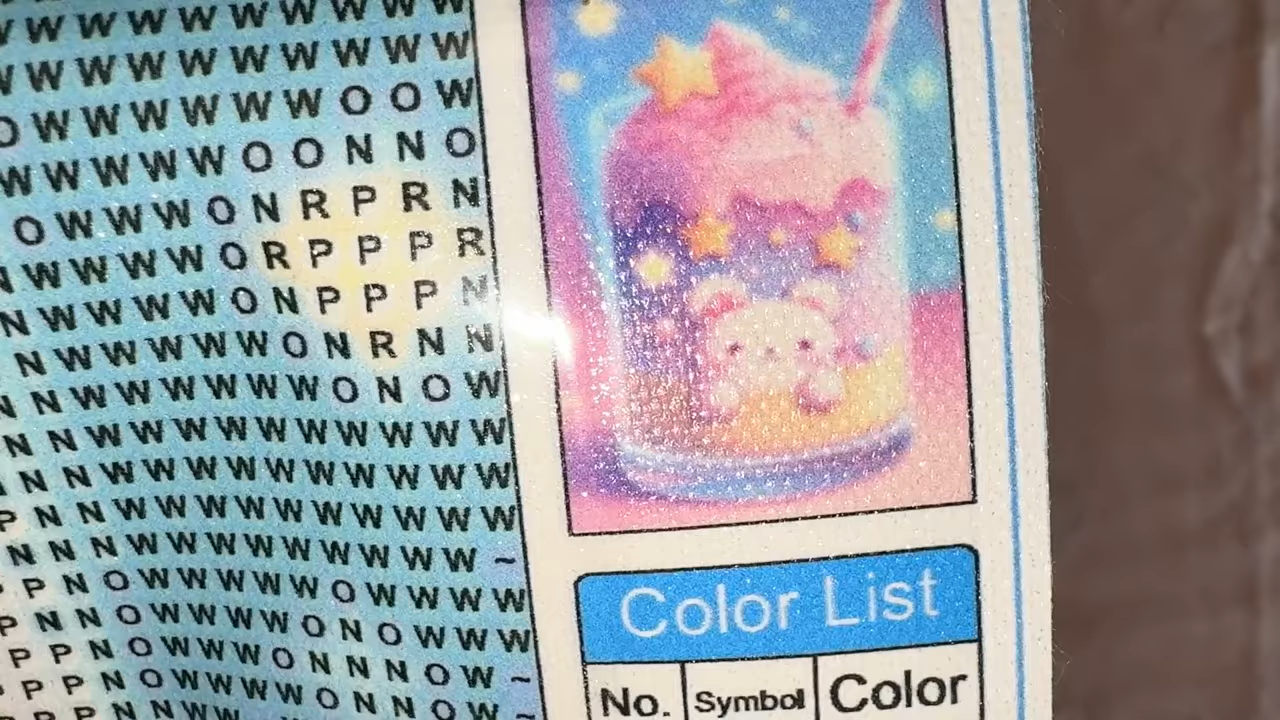 W W W W W W W W W W
W W W W W W W W W W
W W W W W W O O W
W W W W W O O N N O
O W W W O N R P R N
W W W W O R P P P R
N W W W W O N P P P N
N W W W W W O N R N N
N W W W W W W O N O W
N N W W W W W W W W W W
N N W W W W W W W W W W
P N N W W W W W W W W W W
N N N W W W W W W W W W W ~
P P N O W W W W W O W W W W
P N N O W W W W O N O W W W
P P N O W W W O N N N O W ~
P P P N O W W W W O N N O W ~
Color List
No. Symbol Color